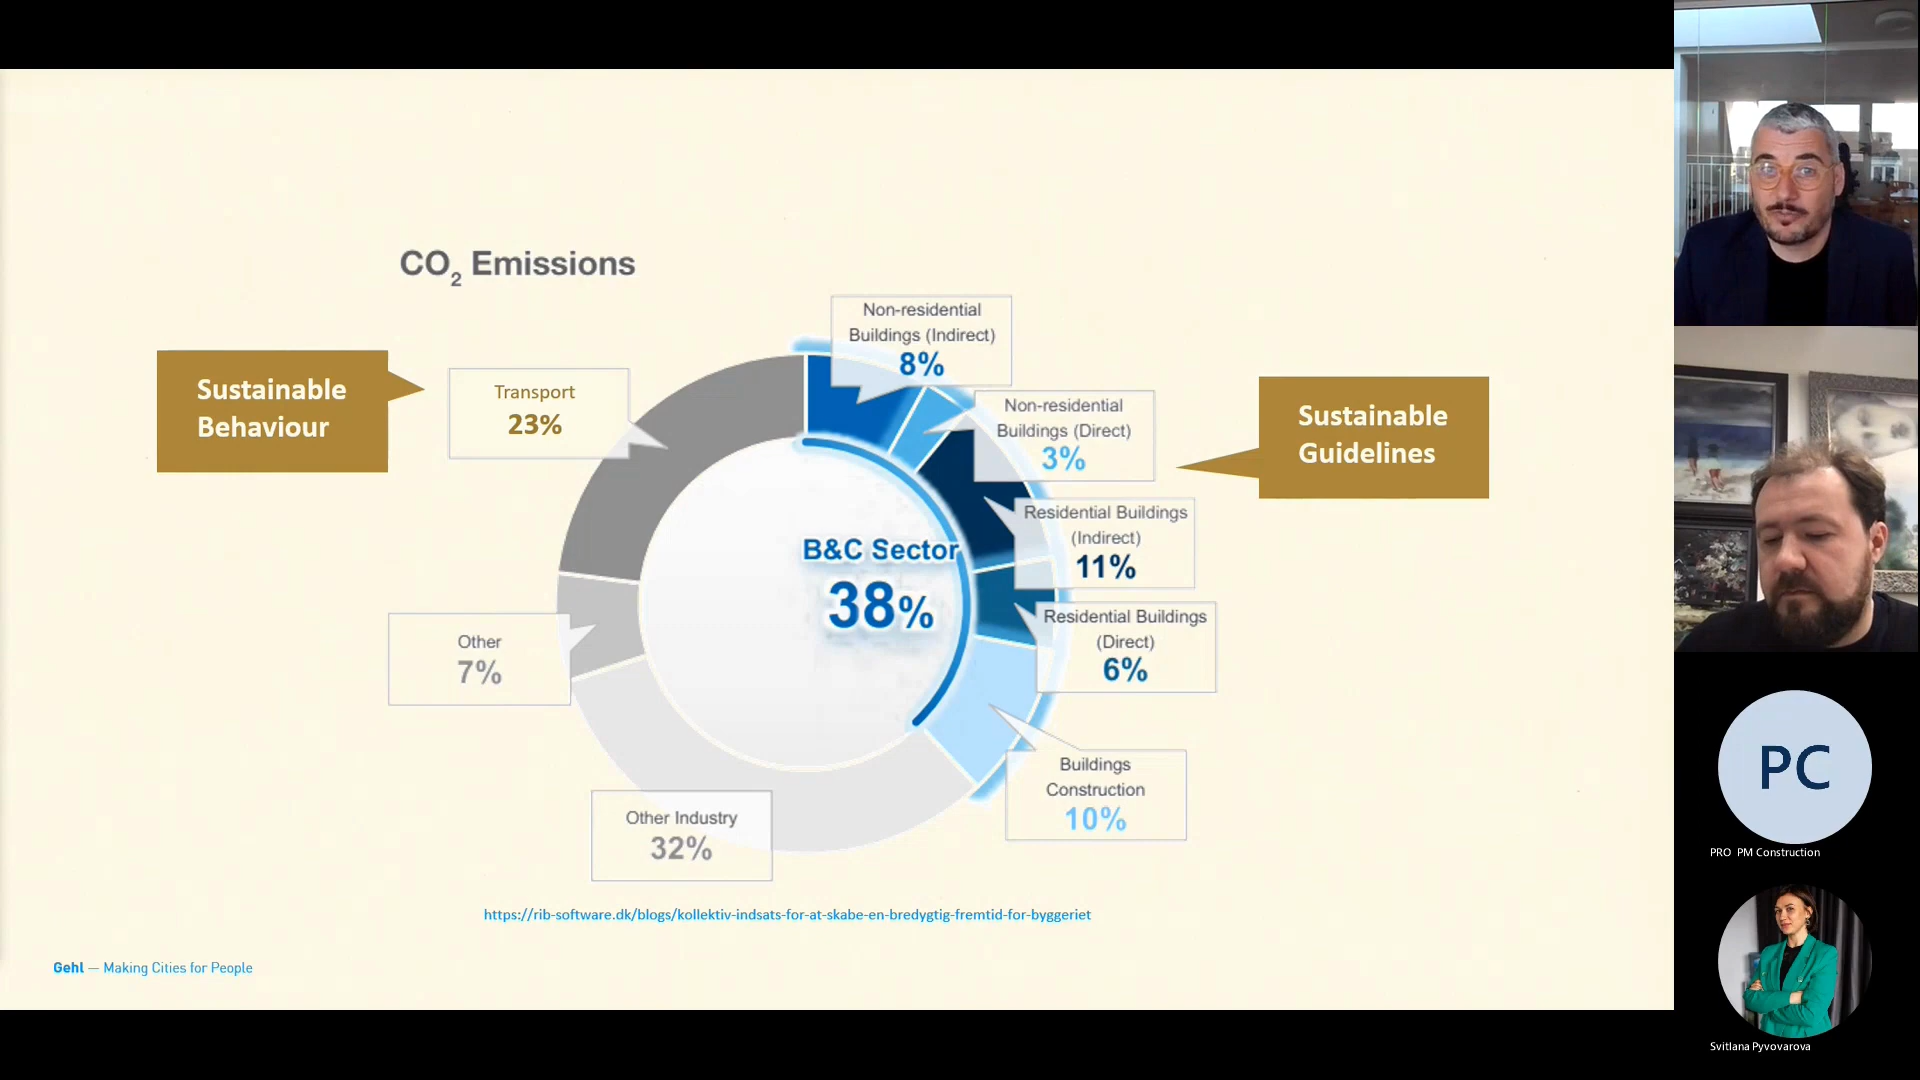 CO2 Emissions
Sustainable
Behaviour
Transport
23%
Non-residential
Buildings (Indirect)
8%
Non-residential
Buildings (Direct)
3%
Sustainable
Guidelines
Residential Buildings
(Indirect)
11%
B&C Sector
38%
Residential Buildings
(Direct)
6%
Other
7%
Buildings
Construction
10%
Other Industry
32%
https://rib-software.dk/blogs/kollektiv-indsats-for-at-skabe-en-bredygtig-fremtid-for-byggeriet
Gehl — Making Cities for People
PC
PRO PM Construction
Svitlana Pyvovarova